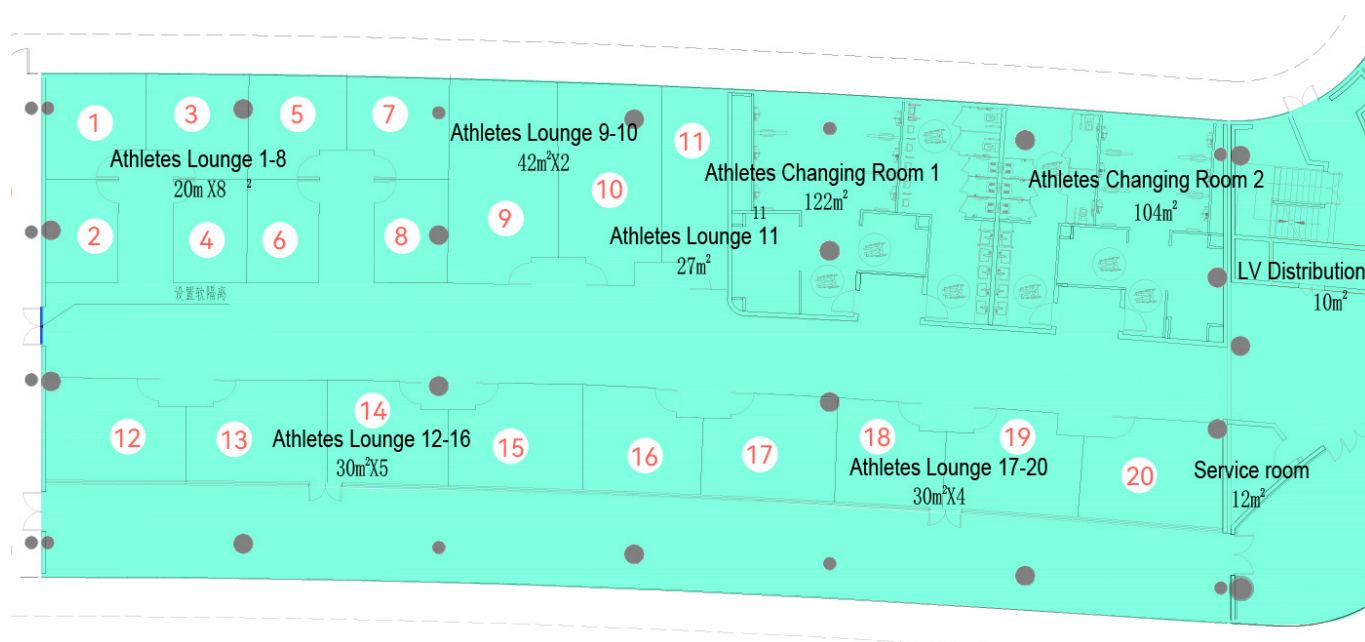 1
3
5
7
Athletes Lounge 1-8
20m X8 2
2
4
6
8
Athletes Lounge 9-10
42m²X2
9
10
11
Athletes Lounge 11
27m²
Athletes Changing Room 1
122m²
11
Athletes Changing Room 2
104m²
LV Distribution
10m²
设置软隔离
12
13
14
Athletes Lounge 12-16
30m²X5
15
16
17
18
19
Athletes Lounge 17-20
30m²X4
20
Service room
12m²